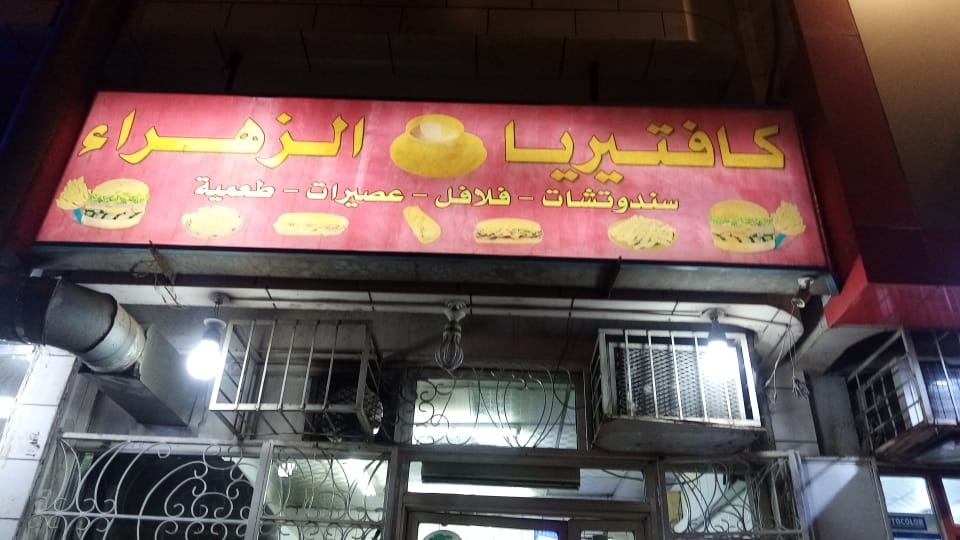 كافتيريا الزهراء
سندوتشات - فلافل - عصيرات - طعمية